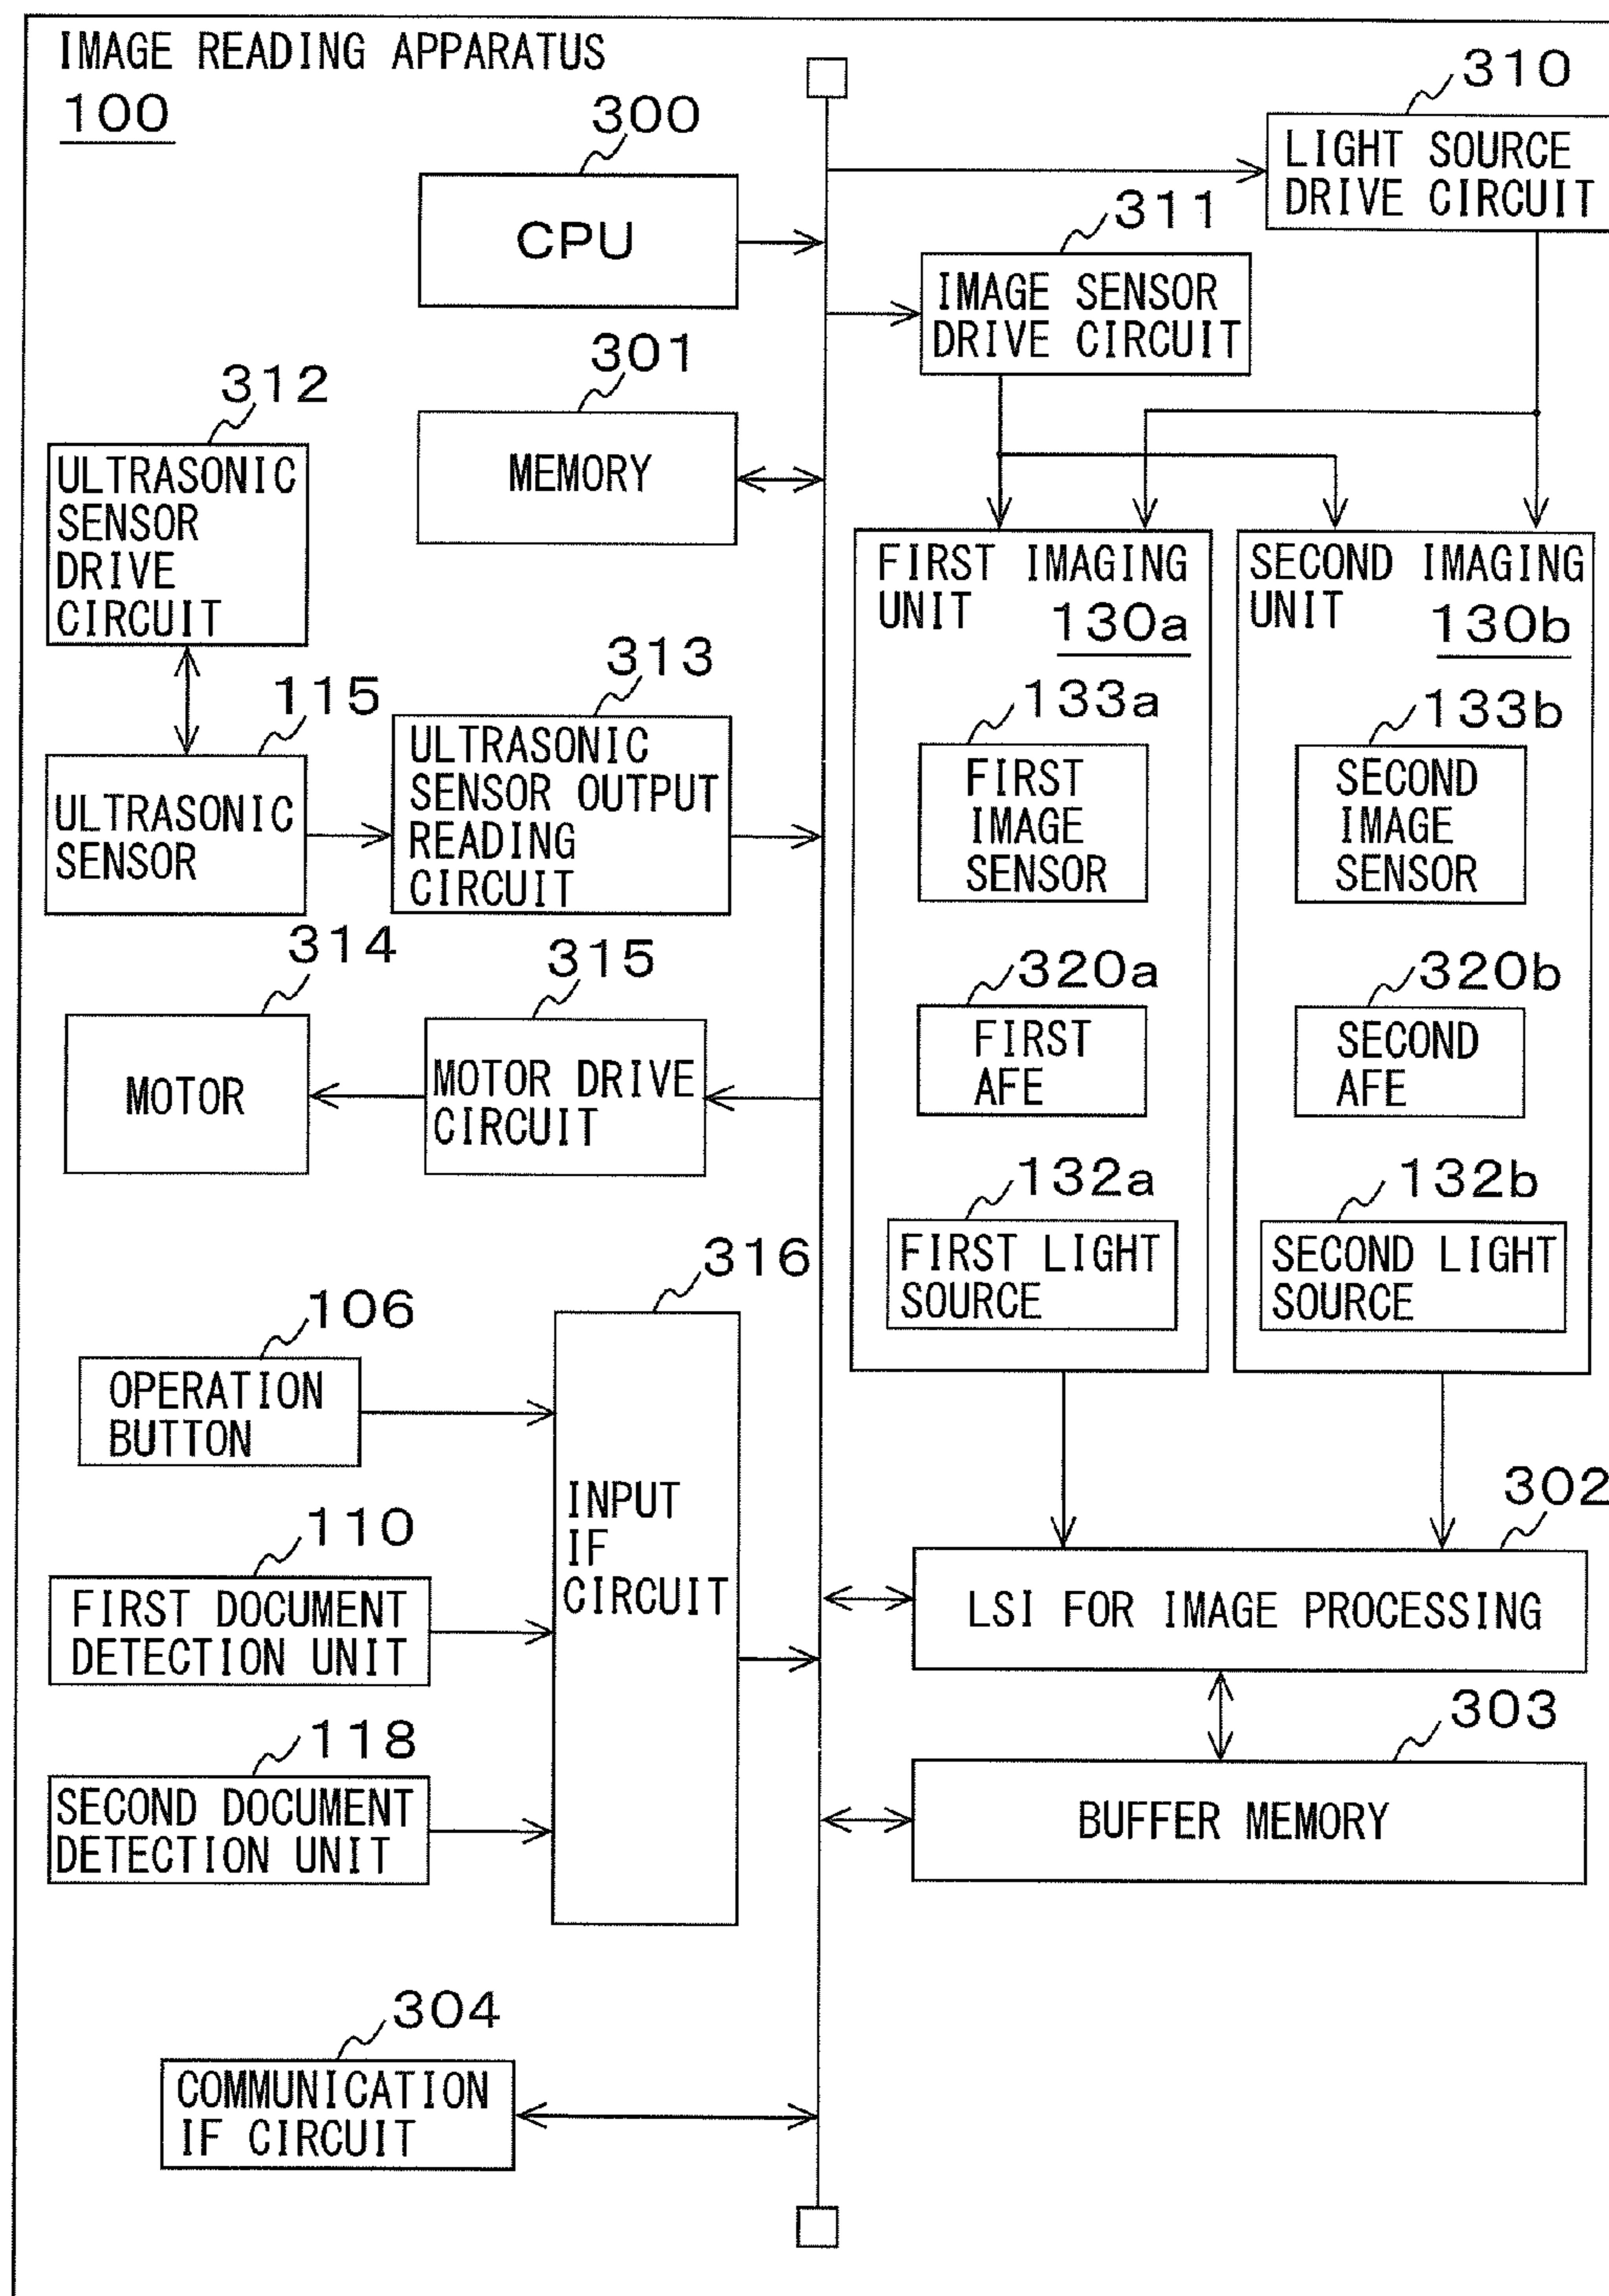 IMAGE READING APPARATUS
100
300
CPU
310
LIGHT SOURCE
DRIVE CIRCUIT
311
IMAGE SENSOR
DRIVE CIRCUIT
301
MEMORY
312
ULTRASONIC
SENSOR
DRIVE
CIRCUIT
115
ULTRASONIC
SENSOR
313
ULTRASONIC
SENSOR OUTPUT
READING
CIRCUIT
314
MOTOR
315
MOTOR DRIVE
CIRCUIT
FIRST IMAGING
UNIT
130a
133a
FIRST
IMAGE
SENSOR
320a
FIRST
AFE
132a
FIRST LIGHT
SOURCE
SECOND IMAGING
UNIT
130b
133b
SECOND
IMAGE
SENSOR
320b
SECOND
AFE
132b
SECOND LIGHT
SOURCE
316
INPUT
IF
CIRCUIT
106
OPERATION
BUTTON
110
FIRST DOCUMENT
DETECTION UNIT
118
SECOND DOCUMENT
DETECTION UNIT
302
LSI FOR IMAGE PROCESSING
303
BUFFER MEMORY
304
COMMUNICATION
IF CIRCUIT